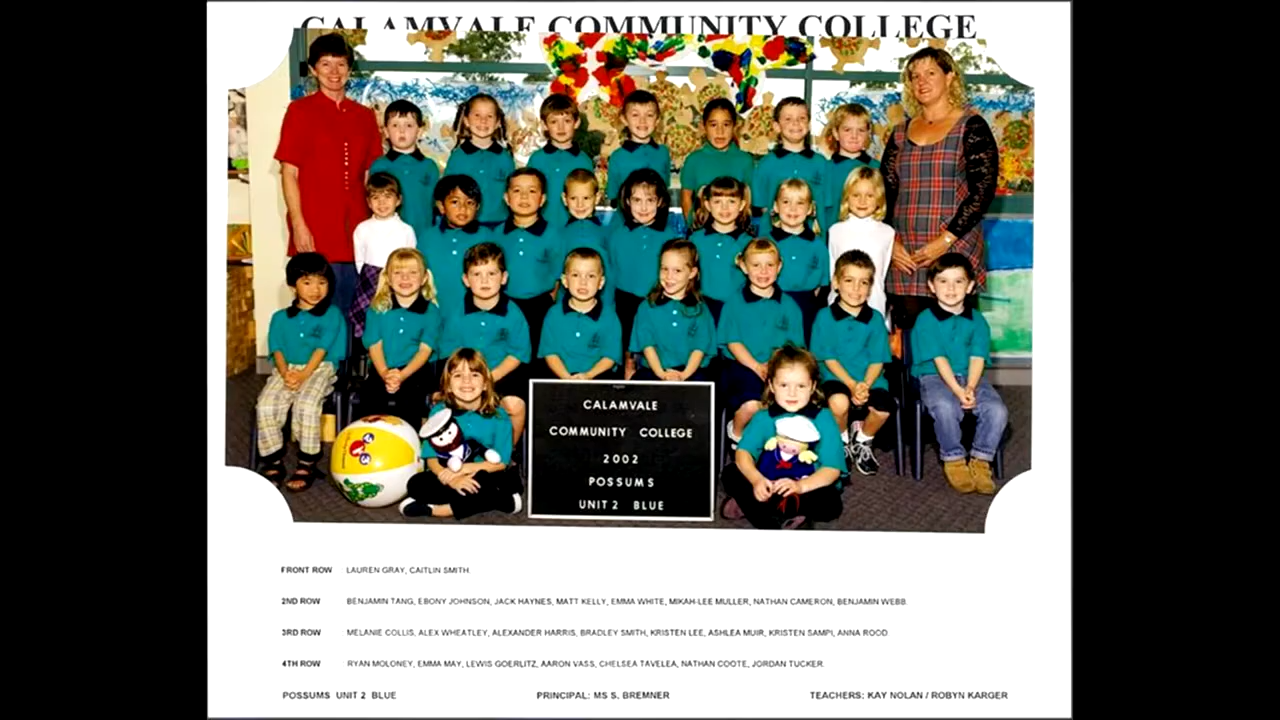 CALAMVALE COMMUNITY COLLEGE
CALAMVALE
COMMUNITY COLLEGE
2002
POSSUMS
UNIT 2 BLUE
FRONT ROW LAUREN GRAY, CAITLIN SMITH.
2ND ROW BENJAMIN TANG, EBONY JOHNSON, JACK HAYNES, MATT KELLY, EMMA WHITE, MIKAH-LEE MULLER, NATHAN CAMERON, BENJAMIN WEBB.
3RD ROW MELANIE COLLIS, ALEX WHEATLEY, ALEXANDER HARRIS, BRADLEY SMITH, KRISTEN LEE, ASHLEA MUIR, KRISTEN SAMPI, ANNA ROOD
4TH ROW RYAN MOLONEY, EMMA MAY, LEWIS GOERLITZ, AARON VASS, CHELSEA TAVELEA, NATHAN COOTE, JORDAN TUCKER.
POSSUMS UNIT 2 BLUE PRINCIPAL: MS S. BREMNER TEACHERS: KAY NOLAN / ROBYN KARGER